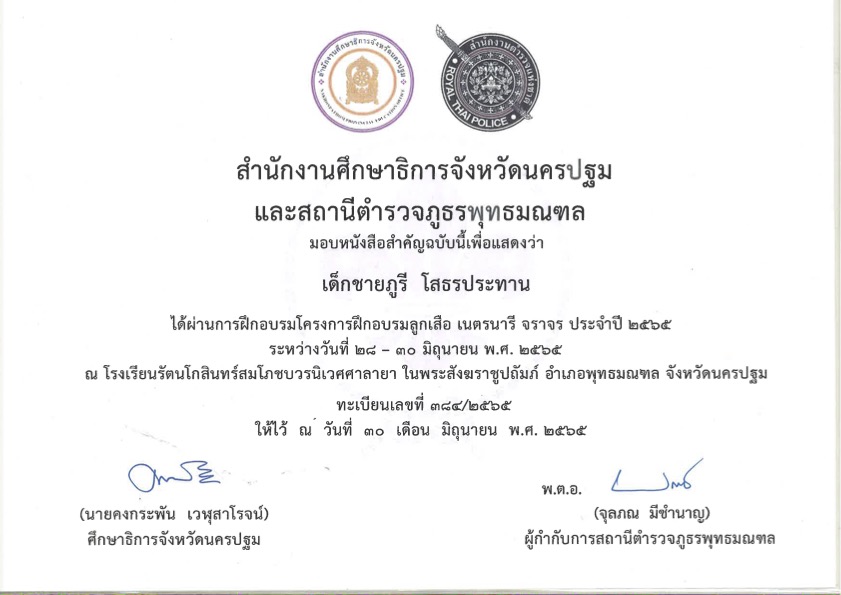 สำนักงานศึกษาธิการจังหวัดนครปฐม
สำนักงานตำรวจแห่งชาติ
ROYAL THAI POLICE
สำนักงานศึกษาธิการจังหวัดนครปฐม
และสถานีตำรวจภูธรพุทธมณฑล
มอบหนังสือสำคัญฉบับนี้เพื่อแสดงว่า
เด็กชายภูรี โสธรประทาน
ได้ผ่านการฝึกอบรมโครงการฝึกอบรมลูกเสือ เนตรนารี จราจร ประจำปี ๒๕๖๕
ระหว่างวันที่ ๒๘ – ๓๐ มิถุนายน พ.ศ. ๒๕๖๕
ณ โรงเรียนรัตนโกสินทร์สมโภชบวรนิเวศศาลายา ในพระสังฆราชูปถัมภ์ อำเภอพุทธมณฑล จังหวัดนครปฐม
ทะเบียนเลขที่ ๓๘๔/๒๕๖๕
ให้ไว้ ณ วันที่ ๓๐ เดือน มิถุนายน พ.ศ. ๒๕๖๕
พ.ต.อ.
(นายคงกระพัน เวฬุสาโรจน์)
(จุลภณ มีชำนาญ)
ศึกษาธิการจังหวัดนครปฐม
ผู้กำกับการสถานีตำรวจภูธรพุทธมณฑล